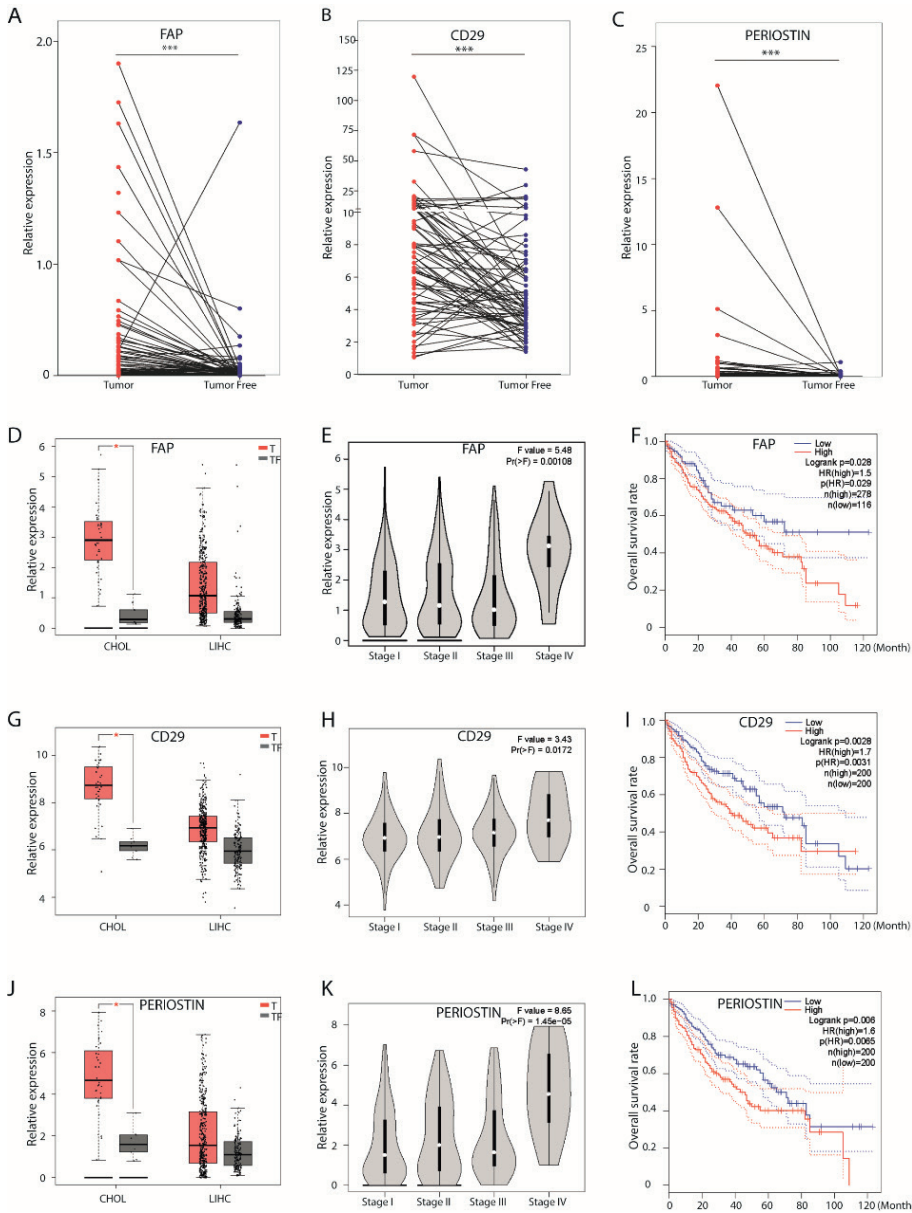 A
FAP
***
2.0
1.5
1.0
0
Relative expression
Tumor
Tumor Free
B
CD29
***
150
125
100
75
50
25
10
8
6
4
2
0
Relative expression
Tumor
Tumor Free
C
PERIOSTIN
***
25
20
15
10
5
0
Relative expression
Tumor
Tumor Free
D
FAP
*
T
TF
6
5
4
3
2
1
0
Relative expression
CHOL
LIHC
E
FAP
F value = 5.48
Pr(>F) = 0.00108
6
5
4
3
2
1
0
Relative expression
Stage I
Stage II
Stage III
Stage IV
F
FAP
Low
High
Logrank p=0.028
HR(high)=1.5
p(HR)=0.029
n(high)=278
n(low)=116
1.0
0.8
0.6
0.4
0.2
0
Overall survival rate
0 20 40 60 80 100 120 (Month)
G
CD29
*
T
TF
10
8
6
4
Relative expression
CHOL
LIHC
H
CD29
F value = 3.43
Pr(>F) = 0.0172
10
8
6
4
Relative expression
Stage I
Stage II
Stage III
Stage IV
I
CD29
Low
High
Logrank p=0.0028
HR(high)=1.7
p(HR)=0.0031
n(high)=200
n(low)=200
1.0
0.8
0.6
0.4
0.2
0
Overall survival rate
0 20 40 60 80 100 120 (Month)
J
PERIOSTIN
*
T
TF
8
6
4
2
0
Relative expression
CHOL
LIHC
K
PERIOSTIN
F value = 8.65
Pr(>F) = 1.45e-05
8
6
4
2
0
Relative expression
Stage I
Stage II
Stage III
Stage IV
L
PERIOSTIN
Low
High
Logrank p=0.006
HR(high)=1.6
p(HR)=0.0065
n(high)=200
n(low)=200
1.0
0.8
0.6
0.4
0.2
0
Overall survival rate
0 20 40 60 80 100 120 (Month)